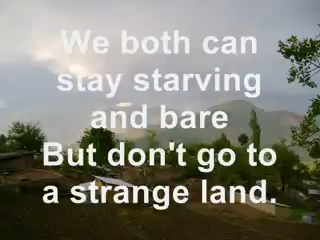 We both can
stay starving
and bare
But don't go to
a strange land.